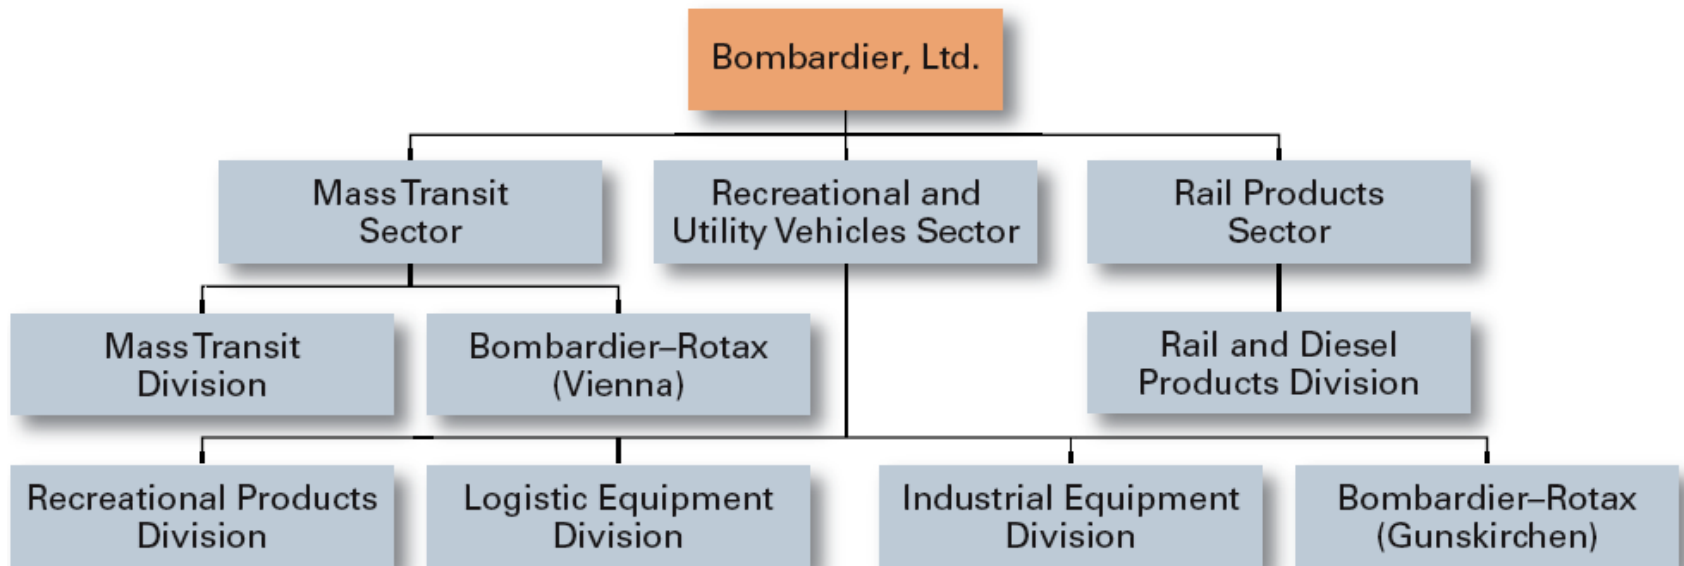 Bombardier, Ltd.
Mass Transit
Sector
Recreational and
Utility Vehicles Sector
Rail Products
Sector
Mass Transit
Division
Bombardier–Rotax
(Vienna)
Rail and Diesel
Products Division
Recreational Products
Division
Logistic Equipment
Division
Industrial Equipment
Division
Bombardier–Rotax
(Gunskirchen)